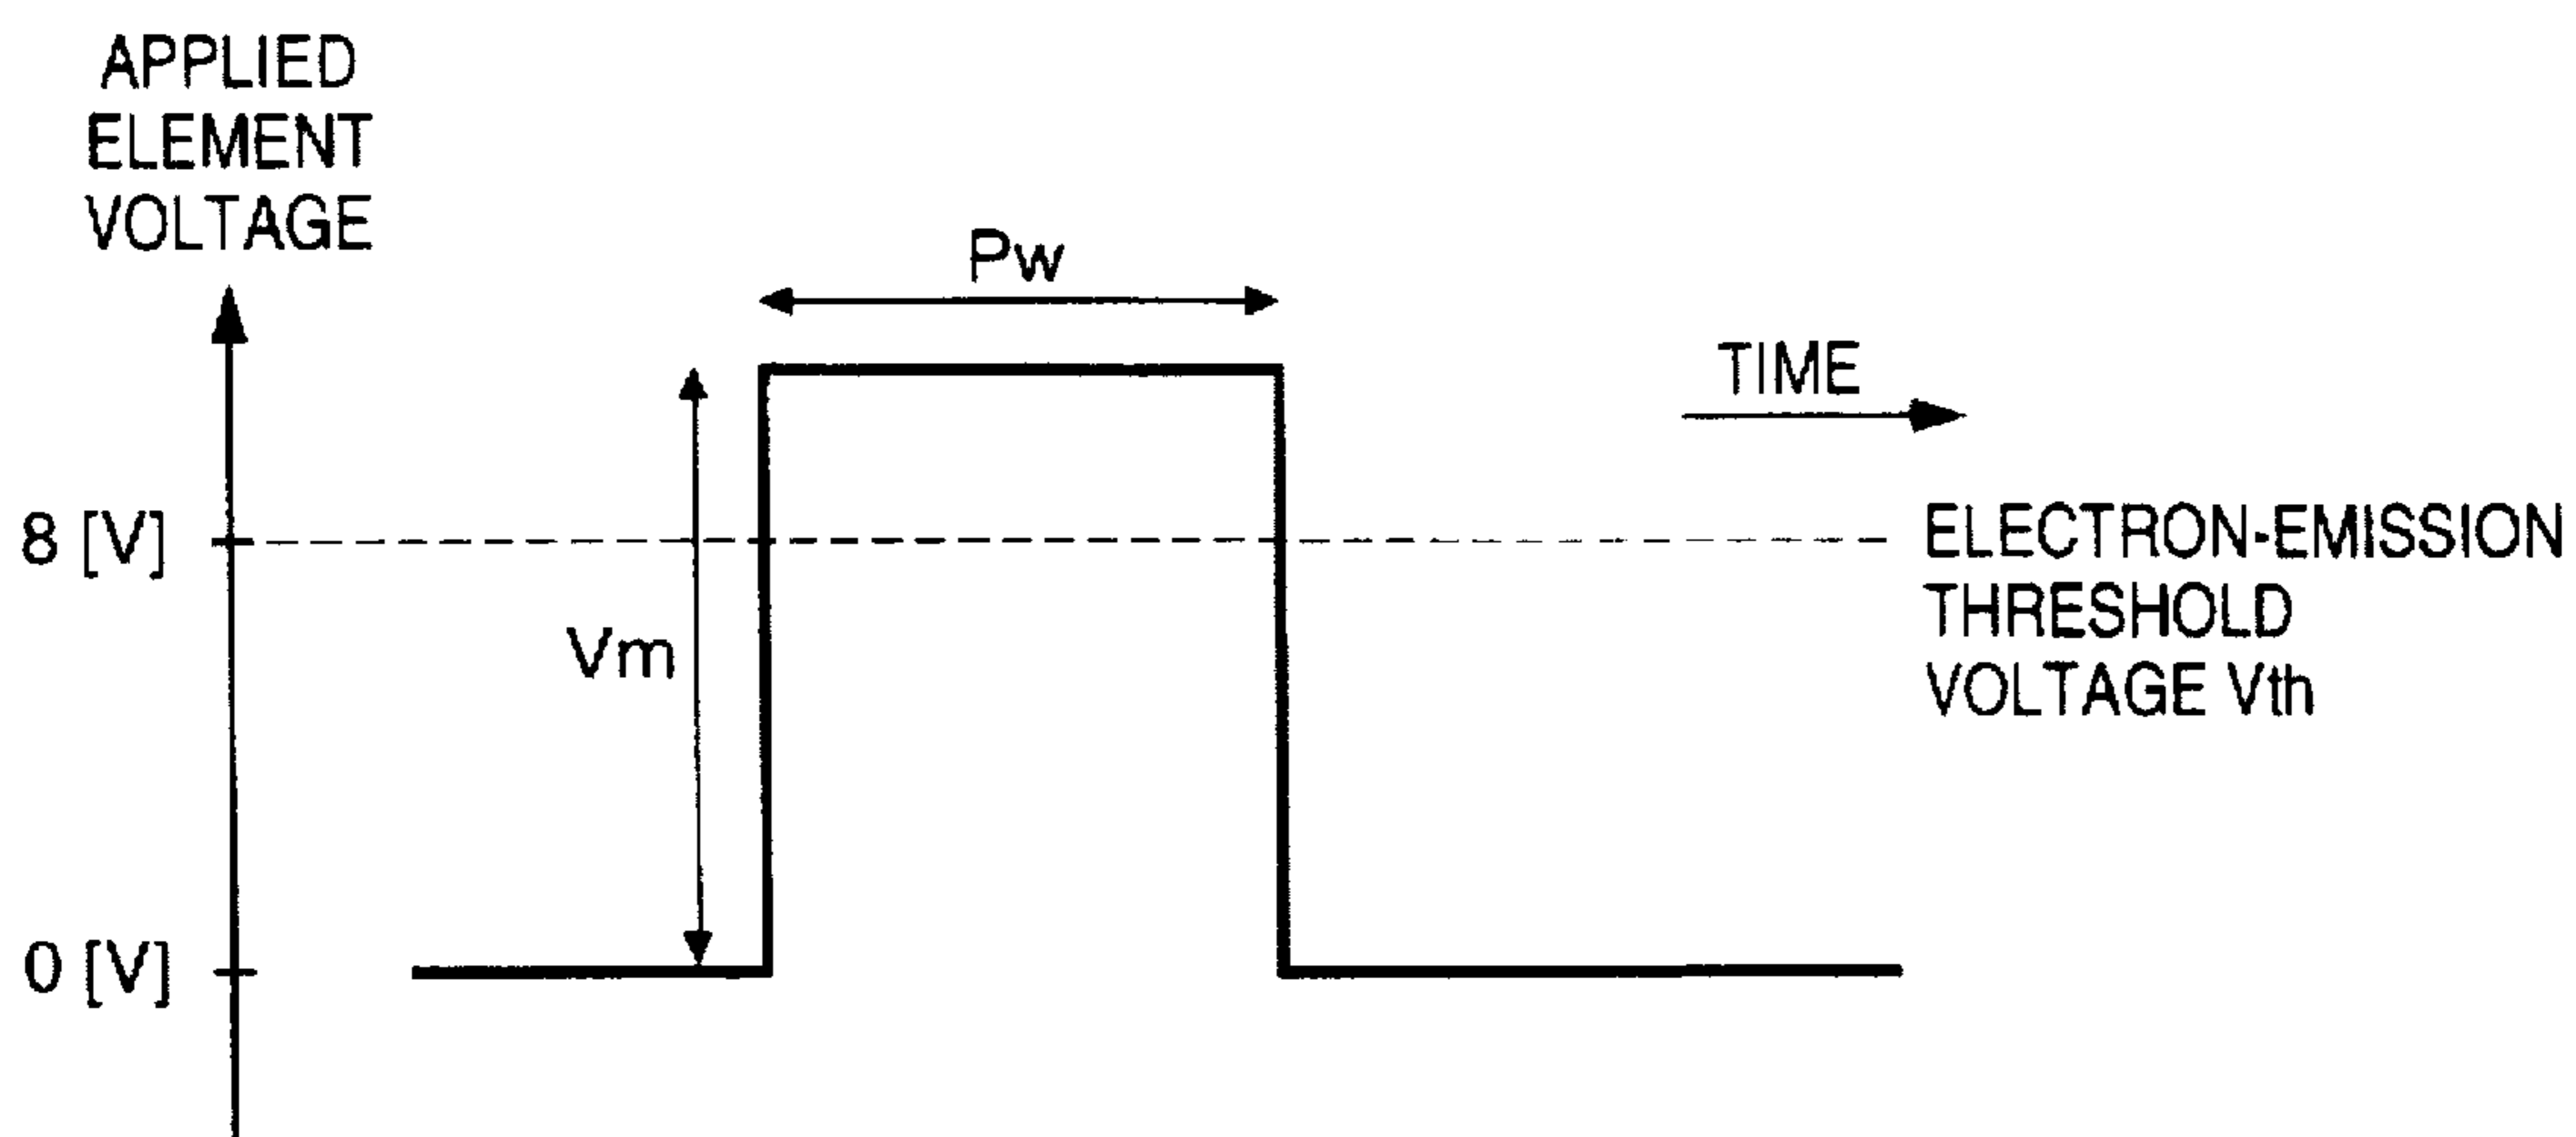 APPLIED
ELEMENT
VOLTAGE
Pw
TIME
8 [V]
ELECTRON-EMISSION
THRESHOLD
VOLTAGE Vth
Vm
0 [V]